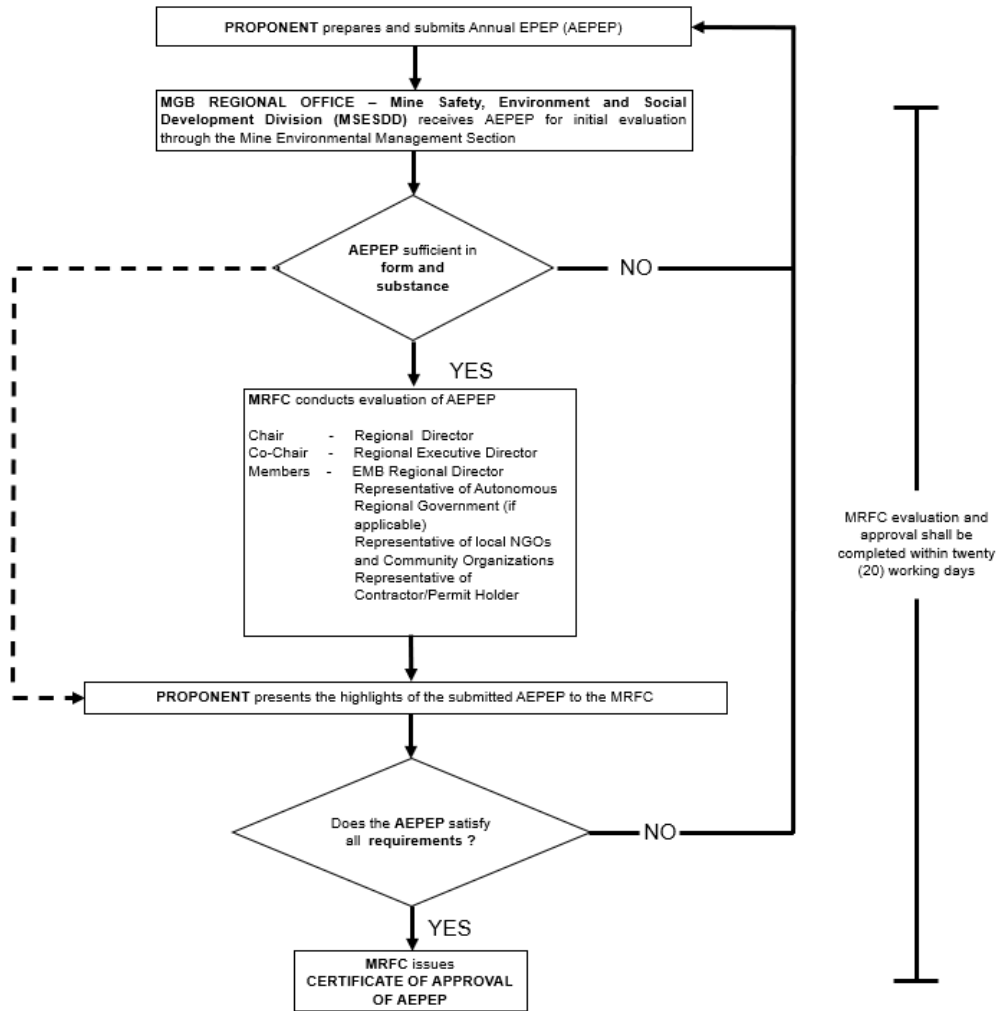 PROPONENT prepares and submits Annual EPEP (AEPEP)
MGB REGIONAL OFFICE – Mine Safety, Environment and Social
Development Division (MSESDD) receives AEPEP for initial evaluation
through the Mine Environmental Management Section
AEPEP sufficient in
form and
substance
NO
YES
MRFC conducts evaluation of AEPEP
Chair - Regional Director
Co-Chair - Regional Executive Director
Members - EMB Regional Director
Representative of Autonomous
Regional Government (if
applicable)
Representative of local NGOs
and Community Organizations
Representative of
Contractor/Permit Holder
MRFC evaluation and
approval shall be
completed within twenty
(20) working days
PROPONENT presents the highlights of the submitted AEPEP to the MRFC
Does the AEPEP satisfy
all requirements ?
NO
YES
MRFC issues
CERTIFICATE OF APPROVAL
OF AEPEP